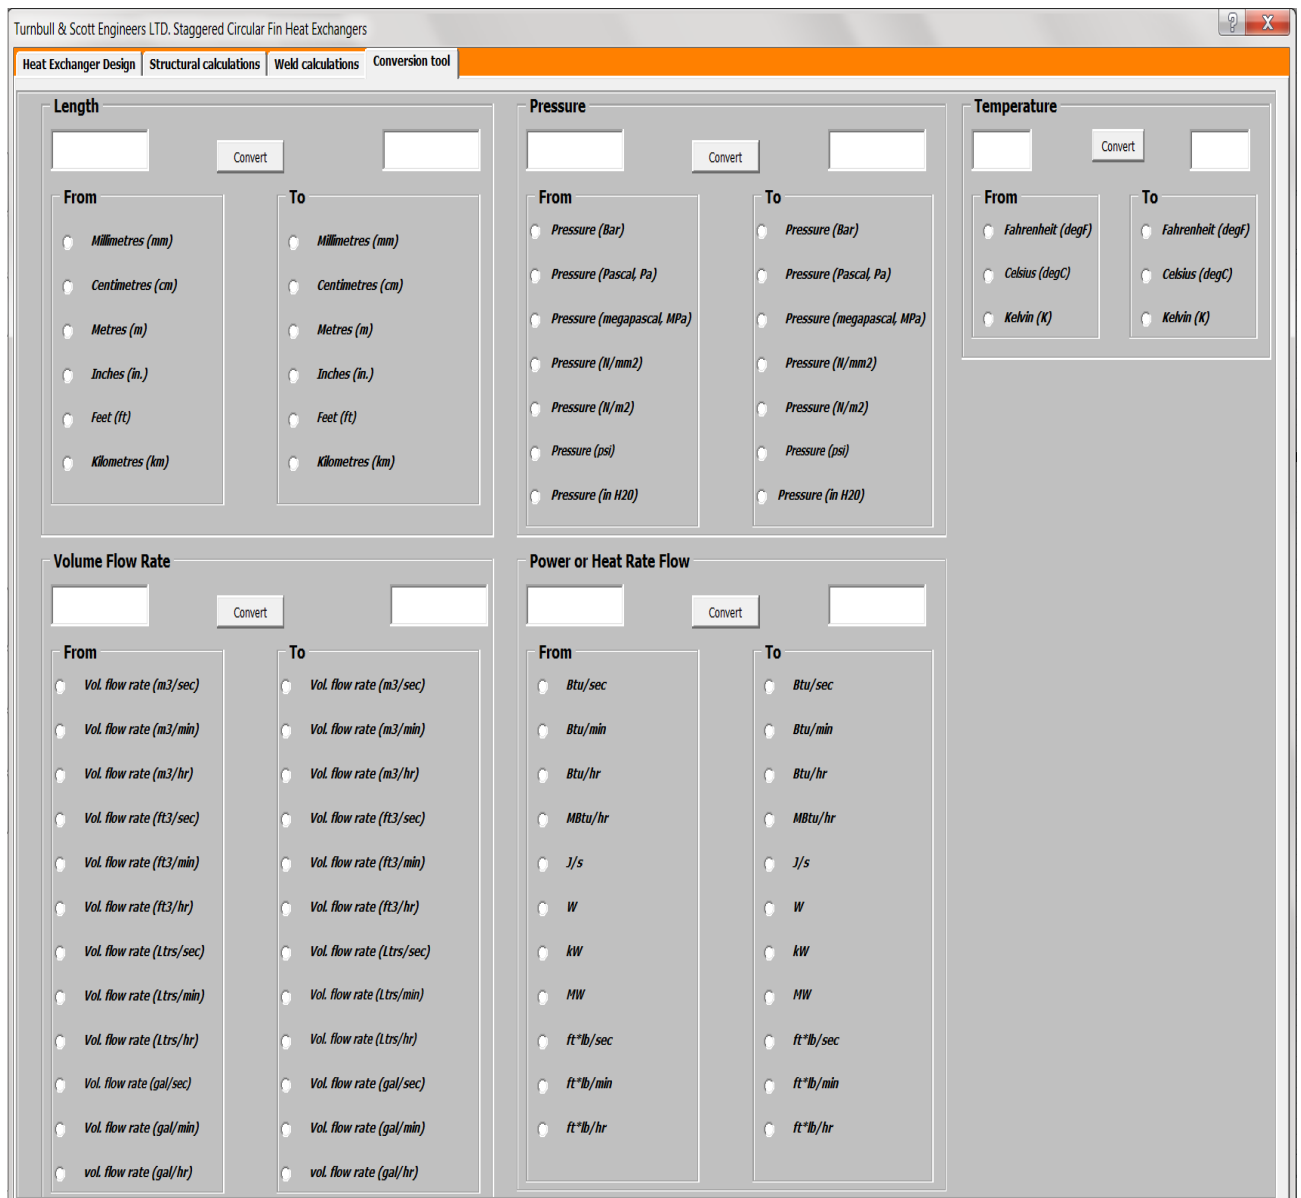 Turnbull & Scott Engineers LTD. Staggered Circular Fin Heat Exchangers
? X
Heat Exchanger Design Structural calculations Weld calculations Conversion tool
Length
Convert
From
Millimetres (mm)
Centimetres (cm)
Metres (m)
Inches (in.)
Feet (ft)
Kilometres (km)
To
Millimetres (mm)
Centimetres (cm)
Metres (m)
Inches (in.)
Feet (ft)
Kilometres (km)
Pressure
Convert
From
Pressure (Bar)
Pressure (Pascal, Pa)
Pressure (megapascal, MPa)
Pressure (N/mm2)
Pressure (N/m2)
Pressure (psi)
Pressure (in H20)
To
Pressure (Bar)
Pressure (Pascal, Pa)
Pressure (megapascal, MPa)
Pressure (N/mm2)
Pressure (N/m2)
Pressure (psi)
Pressure (in H20)
Temperature
Convert
From
Fahrenheit (degF)
Celsius (degC)
Kelvin (K)
To
Fahrenheit (degF)
Celsius (degC)
Kelvin (K)
Volume Flow Rate
Convert
From
Vol. flow rate (m3/sec)
Vol. flow rate (m3/min)
Vol. flow rate (m3/hr)
Vol. flow rate (ft3/sec)
Vol. flow rate (ft3/min)
Vol. flow rate (ft3/hr)
Vol. flow rate (Ltrs/sec)
Vol. flow rate (Ltrs/min)
Vol. flow rate (Ltrs/hr)
Vol. flow rate (gal/sec)
Vol. flow rate (gal/min)
vol. flow rate (gal/hr)
To
Vol. flow rate (m3/sec)
Vol. flow rate (m3/min)
Vol. flow rate (m3/hr)
Vol. flow rate (ft3/sec)
Vol. flow rate (ft3/min)
Vol. flow rate (ft3/hr)
Vol. flow rate (Ltrs/sec)
Vol. flow rate (Ltrs/min)
Vol. flow rate (Ltrs/hr)
Vol. flow rate (gal/sec)
Vol. flow rate (gal/min)
vol. flow rate (gal/hr)
Power or Heat Rate Flow
Convert
From
Btu/sec
Btu/min
Btu/hr
MBtu/hr
J/s
W
kW
MW
ft*lb/sec
ft*lb/min
ft*lb/hr
To
Btu/sec
Btu/min
Btu/hr
MBtu/hr
J/s
W
kW
MW
ft*lb/sec
ft*lb/min
ft*lb/hr